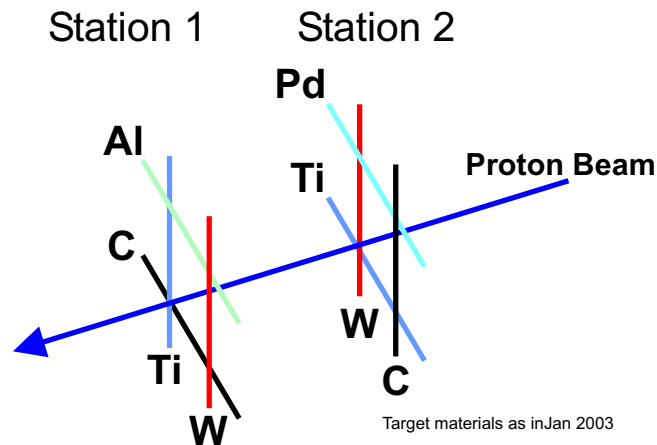 Station 1
Station 2
Pd
Al
Ti
Proton Beam
C
W
Ti
C
W
Target materials as inJan 2003